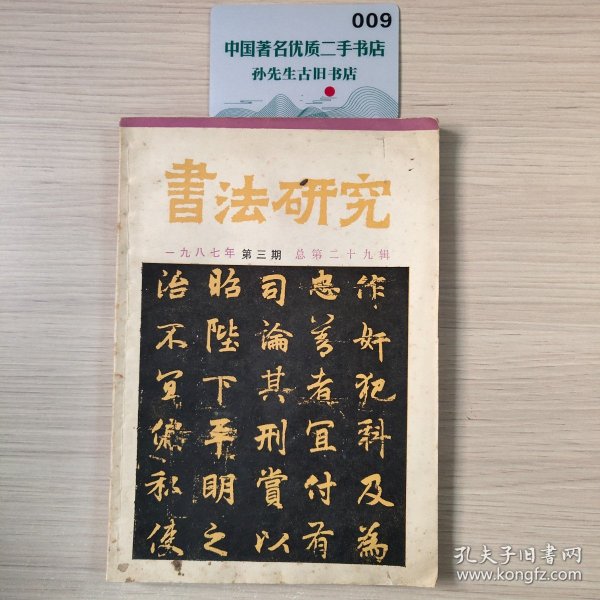 009
中国著名优质二手书店
孙先生古旧书店
書法研究
一九八七年 第三期 总第二十九辑
作奸犯科及為
忠善者宜付有
司論其刑賞以
昭陛下平明之
治不宜偏私使
孔夫子旧书网
www.kongfz.com